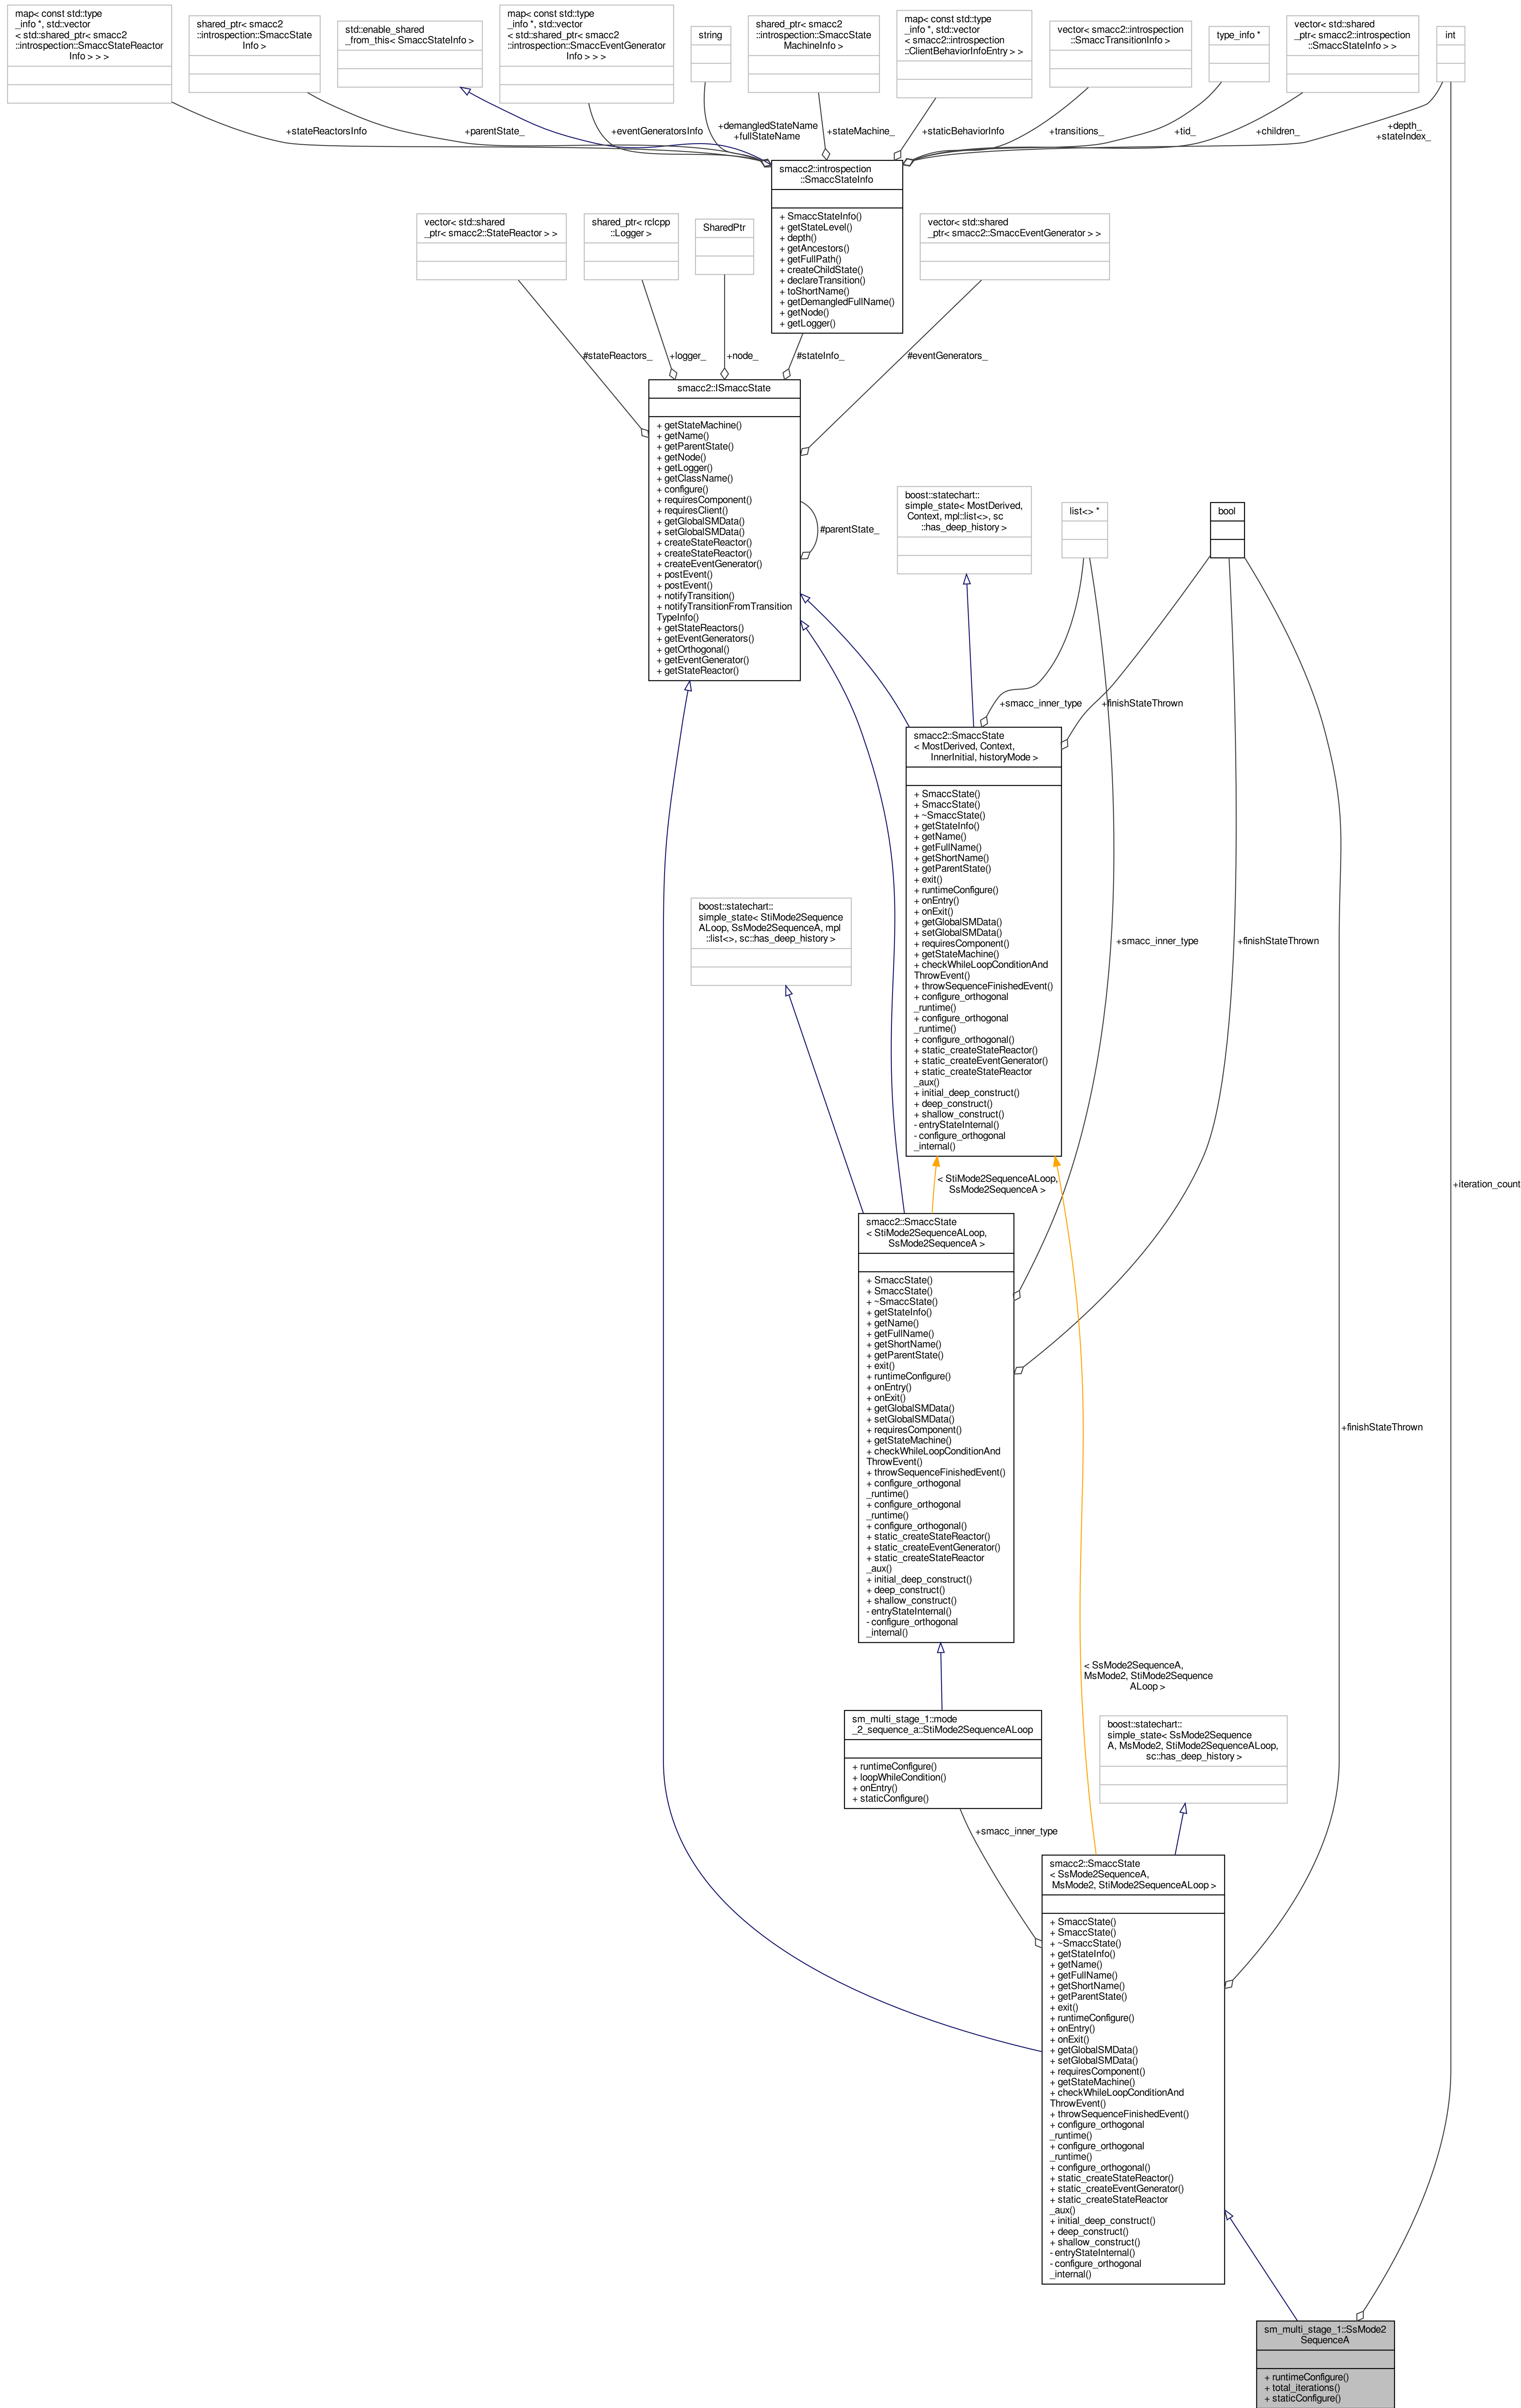 map< const std::type
_info *, std::vector
< std::shared_ptr< smacc2
::introspection::SmaccStateReactor
Info > > >
shared_ptr< smacc2
::introspection::SmaccState
Info >
std::enable_shared
_from_this< SmaccStateInfo >
map< const std::type
_info *, std::vector
< std::shared_ptr< smacc2
::introspection::SmaccEventGenerator
Info > > >
string
shared_ptr< smacc2
::introspection::SmaccState
MachineInfo >
map< const std::type
_info *, std::vector
< smacc2::introspection
::ClientBehaviorInfoEntry > >
vector< smacc2::introspection
::SmaccTransitionInfo >
type_info *
vector< std::shared
_ptr< smacc2::introspection
::SmaccStateInfo > >
int
+stateReactorsInfo
+parentState_
+eventGeneratorsInfo
+demangledStateName
+fullStateName
+stateMachine_
+staticBehaviorInfo
+transitions_
+tid_
+children_
+depth_
+stateIndex_
smacc2::introspection
::SmaccStateInfo
+ SmaccStateInfo()
+ getStateLevel()
+ depth()
+ getAncestors()
+ getFullPath()
+ createChildState()
+ declareTransition()
+ toShortName()
+ getDemangledFullName()
+ getNode()
+ getLogger()
vector< std::shared
_ptr< smacc2::StateReactor > >
shared_ptr< rclcpp
::Logger >
SharedPtr
vector< std::shared
_ptr< smacc2::SmaccEventGenerator > >
#stateReactors_
+logger_
+node_
#stateInfo_
#eventGenerators_
smacc2::ISmaccState
+ getStateMachine()
+ getName()
+ getParentState()
+ getNode()
+ getLogger()
+ getClassName()
+ configure()
+ requiresComponent()
+ requiresClient()
+ getGlobalSMData()
+ setGlobalSMData()
+ createStateReactor()
+ createStateReactor()
+ createEventGenerator()
+ postEvent()
+ postEvent()
+ notifyTransition()
+ notifyTransitionFromTransition
TypeInfo()
+ getStateReactors()
+ getEventGenerators()
+ getOrthogonal()
+ getEventGenerator()
+ getStateReactor()
#parentState_
boost::statechart::
simple_state< MostDerived,
Context, mpl::list<>, sc
::has_deep_history >
list<> *
bool
+smacc_inner_type
+finishStateThrown
smacc2::SmaccState
< MostDerived, Context,
InnerInitial, historyMode >
+ SmaccState()
+ SmaccState()
+ ~SmaccState()
+ getStateInfo()
+ getName()
+ getFullName()
+ getShortName()
+ getParentState()
+ exit()
+ runtimeConfigure()
+ onEntry()
+ onExit()
+ getGlobalSMData()
+ setGlobalSMData()
+ requiresComponent()
+ getStateMachine()
+ checkWhileLoopConditionAnd
ThrowEvent()
+ throwSequenceFinishedEvent()
+ configure_orthogonal
_runtime()
+ configure_orthogonal
_runtime()
+ configure_orthogonal()
+ static_createStateReactor()
+ static_createEventGenerator()
+ static_createStateReactor
_aux()
+ initial_deep_construct()
+ deep_construct()
+ shallow_construct()
- entryStateInternal()
- configure_orthogonal
_internal()
boost::statechart::
simple_state< StiMode2Sequence
ALoop, SsMode2SequenceA, mpl
::list<>, sc::has_deep_history >
+smacc_inner_type
+finishStateThrown
< StiMode2SequenceALoop,
SsMode2SequenceA >
+iteration_count
smacc2::SmaccState
< StiMode2SequenceALoop,
SsMode2SequenceA >
+ SmaccState()
+ SmaccState()
+ ~SmaccState()
+ getStateInfo()
+ getName()
+ getFullName()
+ getShortName()
+ getParentState()
+ exit()
+ runtimeConfigure()
+ onEntry()
+ onExit()
+ getGlobalSMData()
+ setGlobalSMData()
+ requiresComponent()
+ getStateMachine()
+ checkWhileLoopConditionAnd
ThrowEvent()
+ throwSequenceFinishedEvent()
+ configure_orthogonal
_runtime()
+ configure_orthogonal
_runtime()
+ configure_orthogonal()
+ static_createStateReactor()
+ static_createEventGenerator()
+ static_createStateReactor
_aux()
+ initial_deep_construct()
+ deep_construct()
+ shallow_construct()
- entryStateInternal()
- configure_orthogonal
_internal()
+finishStateThrown
< SsMode2SequenceA,
MsMode2, StiMode2Sequence
ALoop >
sm_multi_stage_1::mode
_2_sequence_a::StiMode2SequenceALoop
+ runtimeConfigure()
+ loopWhileCondition()
+ onEntry()
+ staticConfigure()
boost::statechart::
simple_state< SsMode2Sequence
A, MsMode2, StiMode2SequenceALoop,
sc::has_deep_history >
+smacc_inner_type
smacc2::SmaccState
< SsMode2SequenceA,
MsMode2, StiMode2SequenceALoop >
+ SmaccState()
+ SmaccState()
+ ~SmaccState()
+ getStateInfo()
+ getName()
+ getFullName()
+ getShortName()
+ getParentState()
+ exit()
+ runtimeConfigure()
+ onEntry()
+ onExit()
+ getGlobalSMData()
+ setGlobalSMData()
+ requiresComponent()
+ getStateMachine()
+ checkWhileLoopConditionAnd
ThrowEvent()
+ throwSequenceFinishedEvent()
+ configure_orthogonal
_runtime()
+ configure_orthogonal
_runtime()
+ configure_orthogonal()
+ static_createStateReactor()
+ static_createEventGenerator()
+ static_createStateReactor
_aux()
+ initial_deep_construct()
+ deep_construct()
+ shallow_construct()
- entryStateInternal()
- configure_orthogonal
_internal()
sm_multi_stage_1::SsMode2
SequenceA
+ runtimeConfigure()
+ total_iterations()
+ staticConfigure()